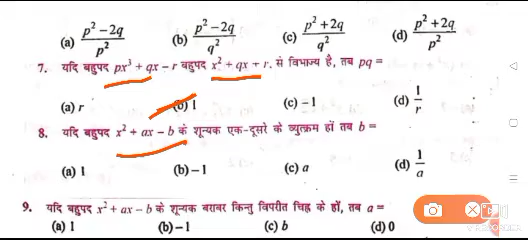 (a) p² – 2q / p² (b) p² – 2q / q² (c) p² + 2q / q² (d) p² + 2q / p²
7. यदि बहुपद px³ + qx – r बहुपद x² + qx + r. से विभाज्य है, तब pq =
(a) r (b) 1 (c) –1 (d) 1/r
8. यदि बहुपद x² + ax – b के शून्यक एक-दूसरे के व्युत्क्रम हों तब b =
(a) 1 (b) –1 (c) a (d) 1/a
9. यदि बहुपद x² + ax – b के शून्यक बराबर किन्तु विपरीत चिह्न के हों, तब a =
(a) 1 (b) –1 (c) b (d) 0